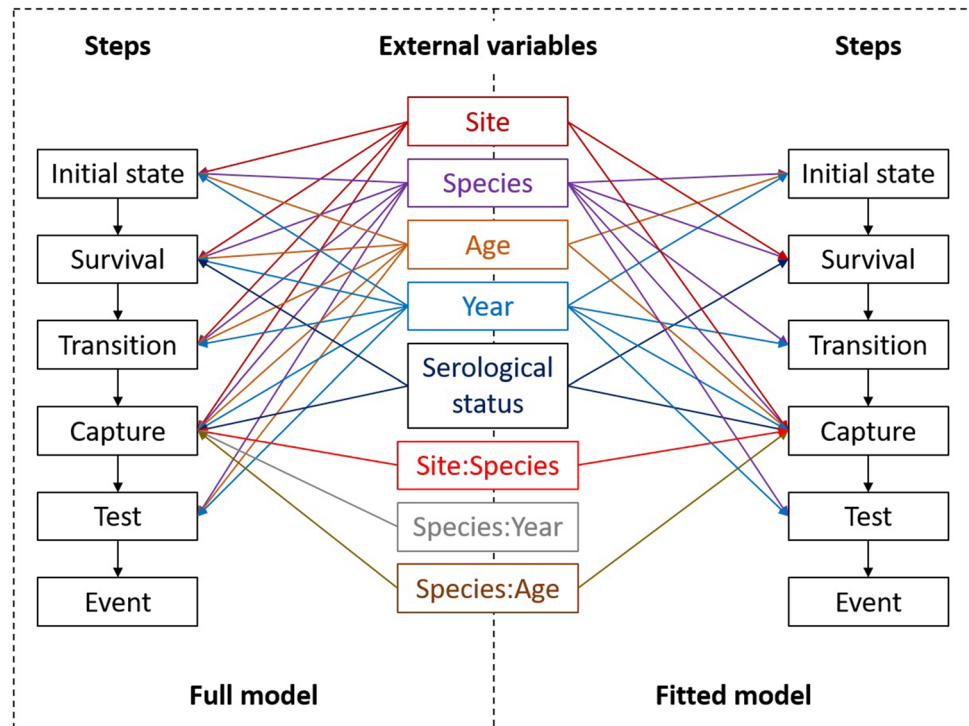 Steps
External variables
Steps
Site
Species
Age
Year
Serological
status
Site:Species
Species:Year
Species:Age
Initial state
Survival
Transition
Capture
Test
Event
Initial state
Survival
Transition
Capture
Test
Event
Full model
Fitted model